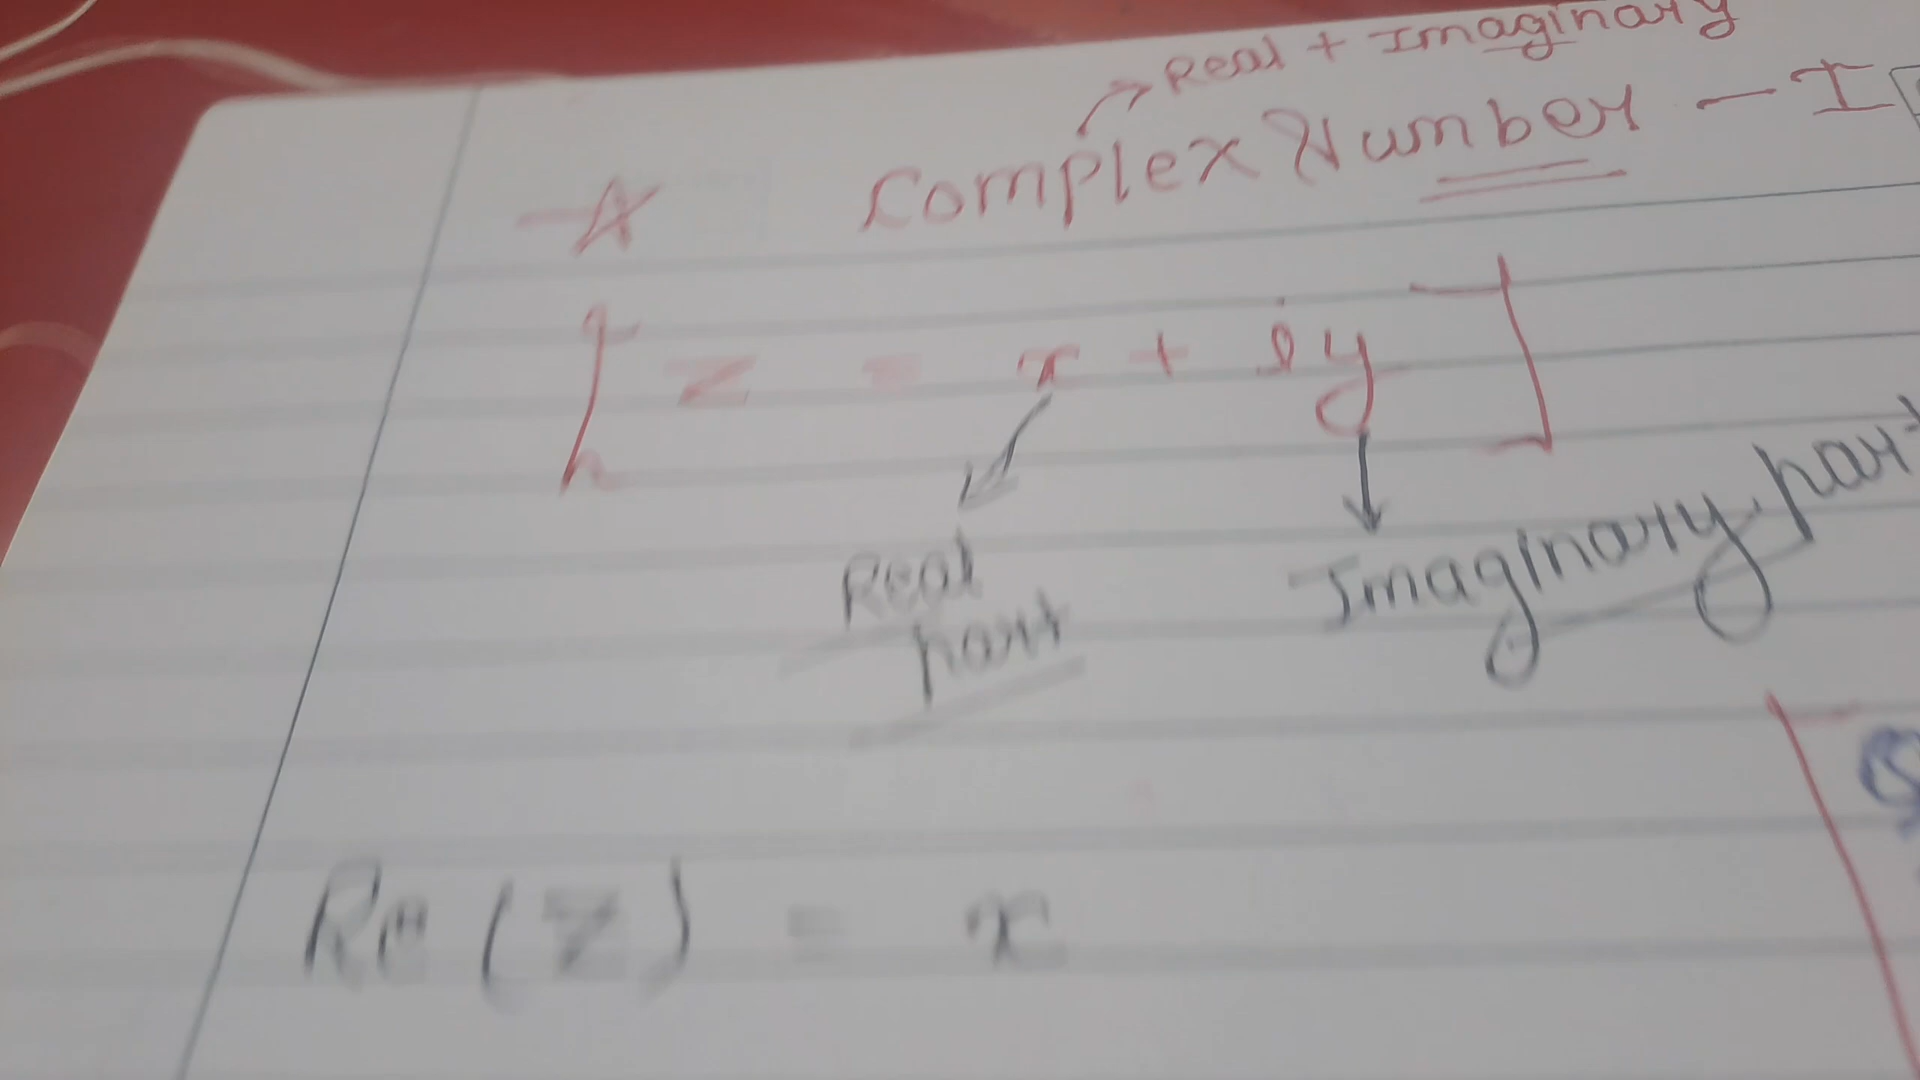 Real + Imaginary
Complex Number - I
[ z = x + iy ]
Real part
Imaginary part
Re(z) = x